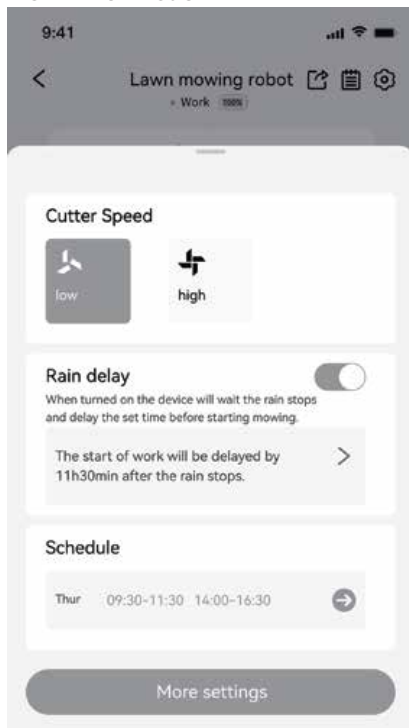 9:41
Lawn mowing robot
Work 100%
Cutter Speed
low
high
Rain delay
When turned on the device will wait the rain stops
and delay the set time before starting mowing.
The start of work will be delayed by
11h30min after the rain stops.
Schedule
Thur 09:30-11:30 14:00-16:30
More settings